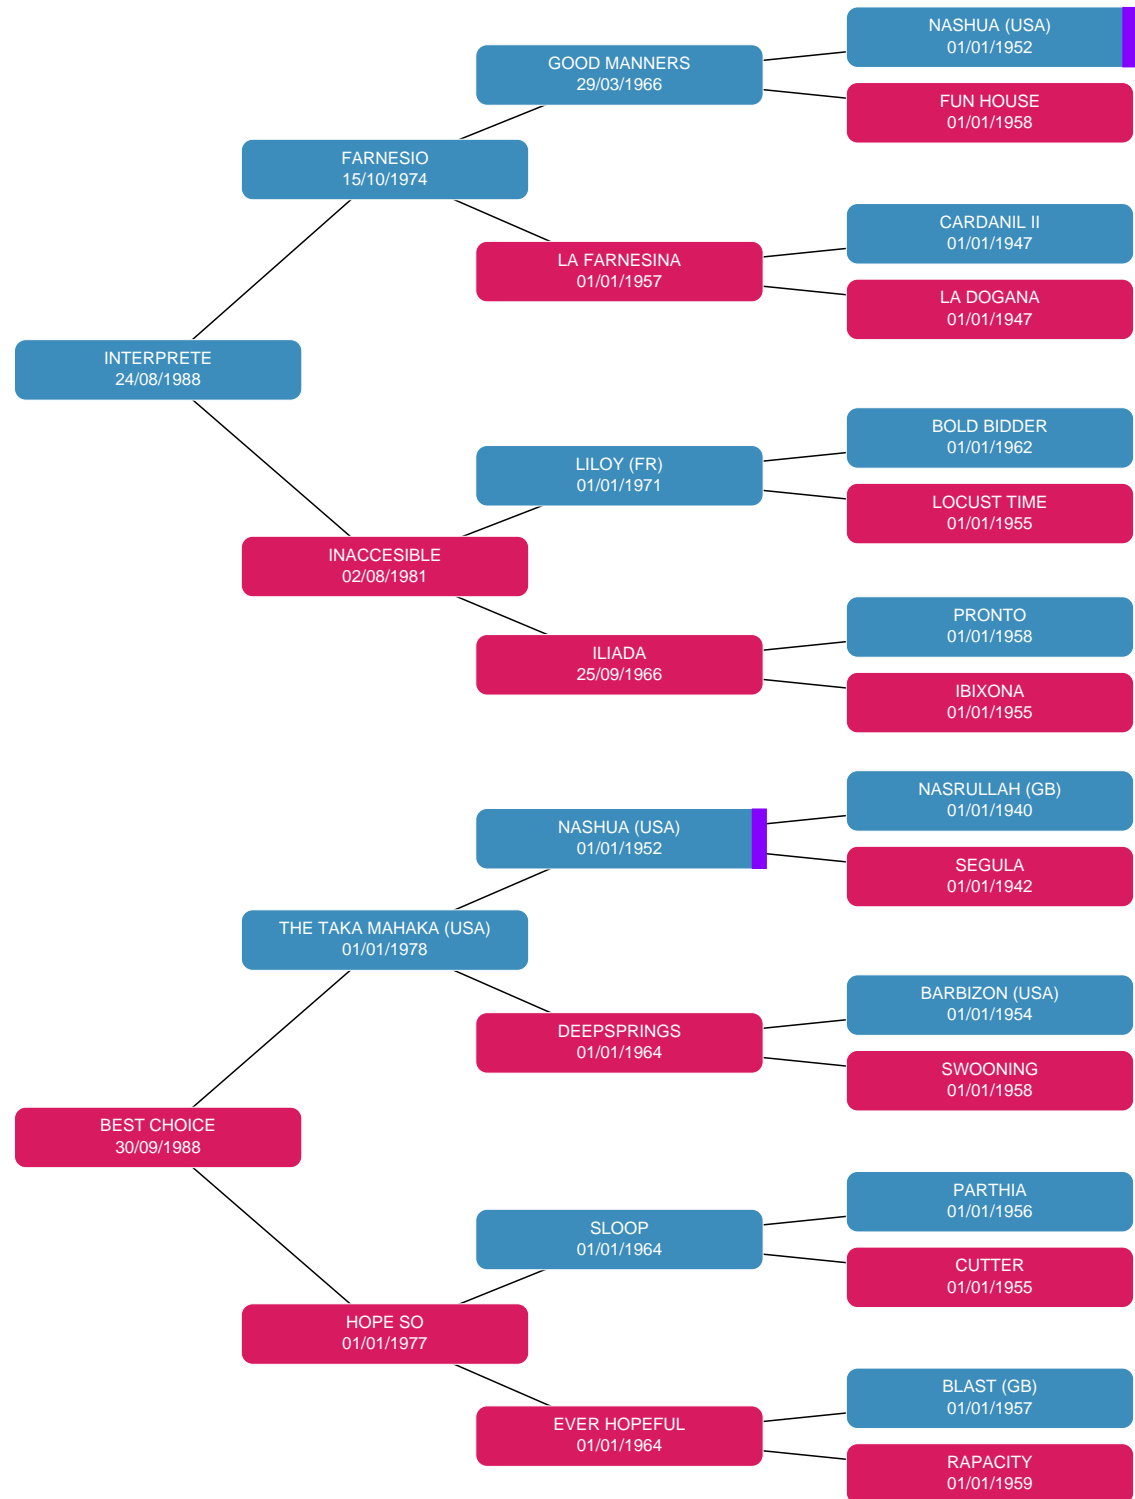 NASHUA (USA)
01/01/1952
GOOD MANNERS
29/03/1966
FUN HOUSE
01/01/1958
FARNESIO
15/10/1974
CARDANIL II
01/01/1947
LA FARNESINA
01/01/1957
LA DOGANA
01/01/1947
INTERPRETE
24/08/1988
BOLD BIDDER
01/01/1962
LILOY (FR)
01/01/1971
LOCUST TIME
01/01/1955
INACCESIBLE
02/08/1981
PRONTO
01/01/1958
ILIADA
25/09/1966
IBIXONA
01/01/1955
NASRULLAH (GB)
01/01/1940
NASHUA (USA)
01/01/1952
SEGULA
01/01/1942
THE TAKA MAHAKA (USA)
01/01/1978
BARBIZON (USA)
01/01/1954
DEEPSPRINGS
01/01/1964
SWOONING
01/01/1958
BEST CHOICE
30/09/1988
PARTHIA
01/01/1956
SLOOP
01/01/1964
CUTTER
01/01/1955
HOPE SO
01/01/1977
BLAST (GB)
01/01/1957
EVER HOPEFUL
01/01/1964
RAPACITY
01/01/1959